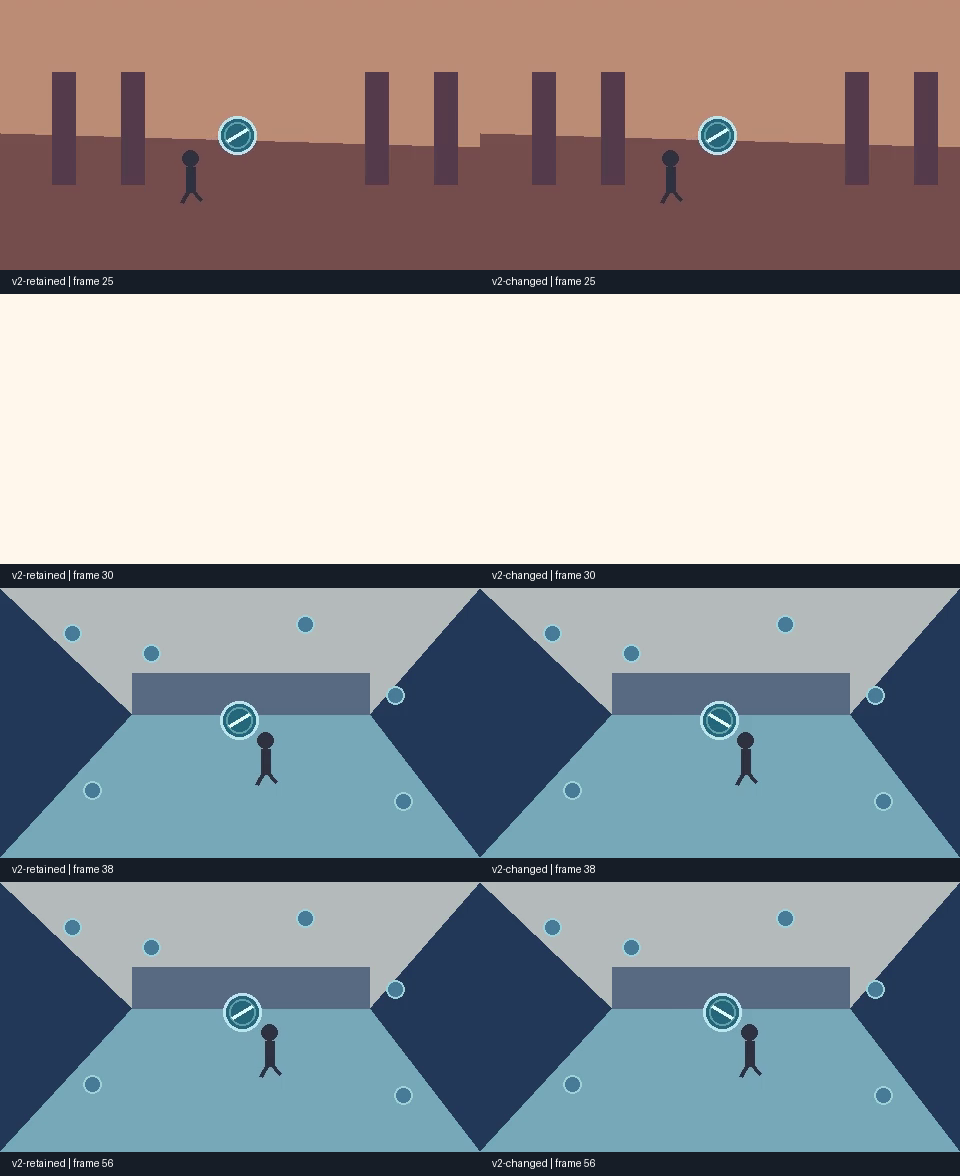 v2-retained | frame 25
v2-changed | frame 25
v2-retained | frame 30
v2-changed | frame 30
v2-retained | frame 38
v2-changed | frame 38
v2-retained | frame 56
v2-changed | frame 56